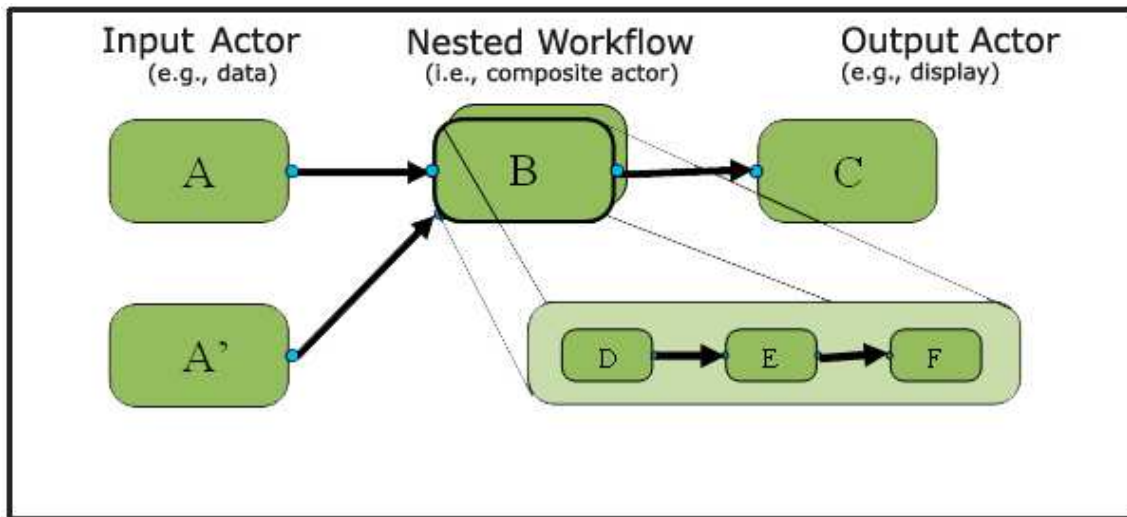 Input Actor
(e.g., data)
Nested Workflow
(i.e., composite actor)
Output Actor
(e.g., display)
A
B
C
A’
D
E
F